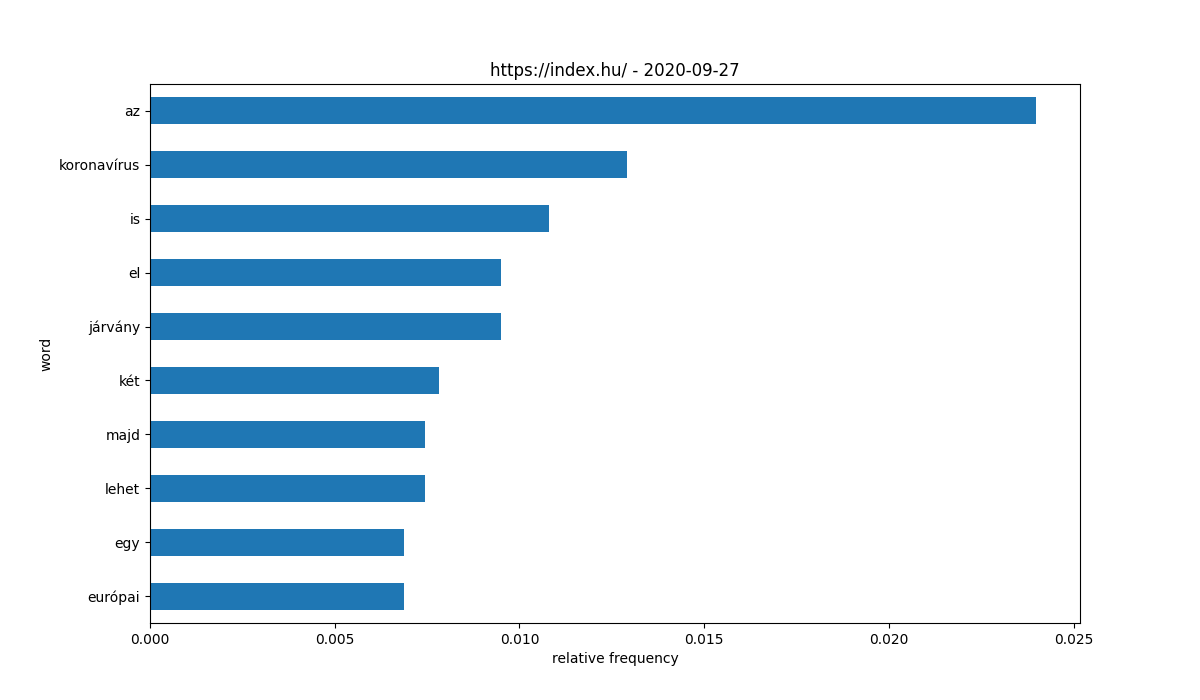 https://index.hu/ - 2020-09-27
az
koronavírus
is
el
járvány
két
majd
lehet
egy
európai
word
0.000 0.005 0.010 0.015 0.020 0.025
relative frequency